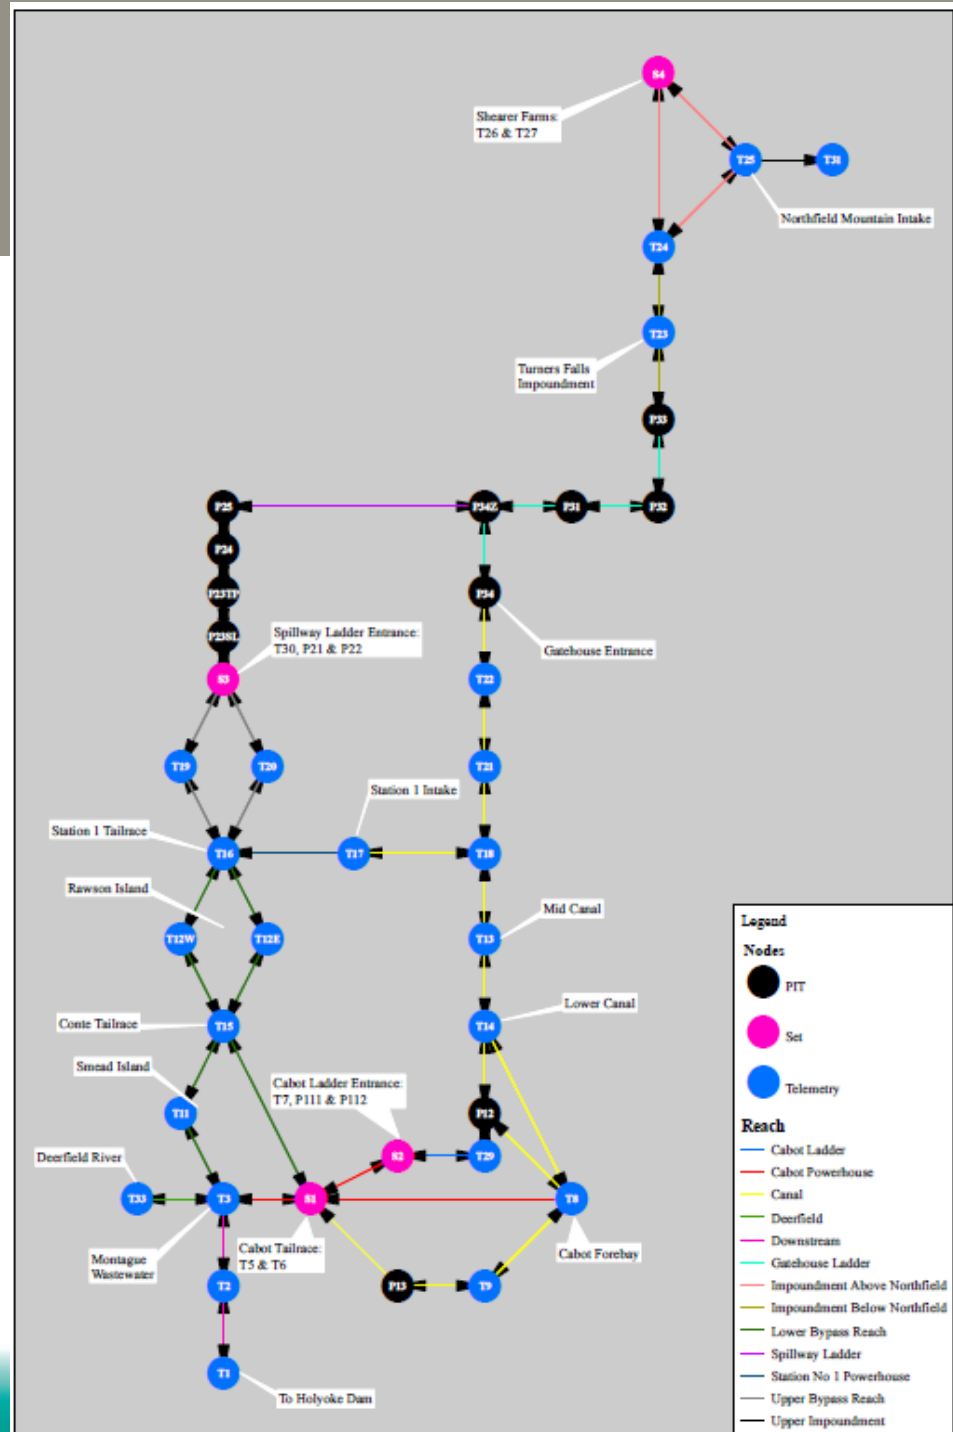 S4
Shearer Farms:
T26 & T27
T25
T31
Northfield Mountain Intake
T24
T23
Turners Falls
Impoundment
P33
P25
P34Z
P31
P32
P24
P23TP
P34
P23SL
Spillway Ladder Entrance:
T30, P21 & P22
Gatehouse Entrance
S3
T22
T19
T20
T21
Station 1 Intake
Station 1 Tailrace
T16
T17
T18
Rawson Island
Mid Canal
T12W
T12E
T13
Lower Canal
Conte Tailrace
T15
T14
Smead Island
Cabot Ladder Entrance:
T7, P111 & P112
T11
P12
Deerfield River
S2
T29
T33
T3
S1
T8
Montague
Wastewater
Cabot Tailrace:
T5 & T6
Cabot Forebay
T2
P13
T9
T1
To Holyoke Dam
Legend
Nodes
PIT
Set
Telemetry
Reach
Cabot Ladder
Cabot Powerhouse
Canal
Deerfield
Downstream
Gatehouse Ladder
Impoundment Above Northfield
Impoundment Below Northfield
Lower Bypass Reach
Spillway Ladder
Station No 1 Powerhouse
Upper Bypass Reach
Upper Impoundment